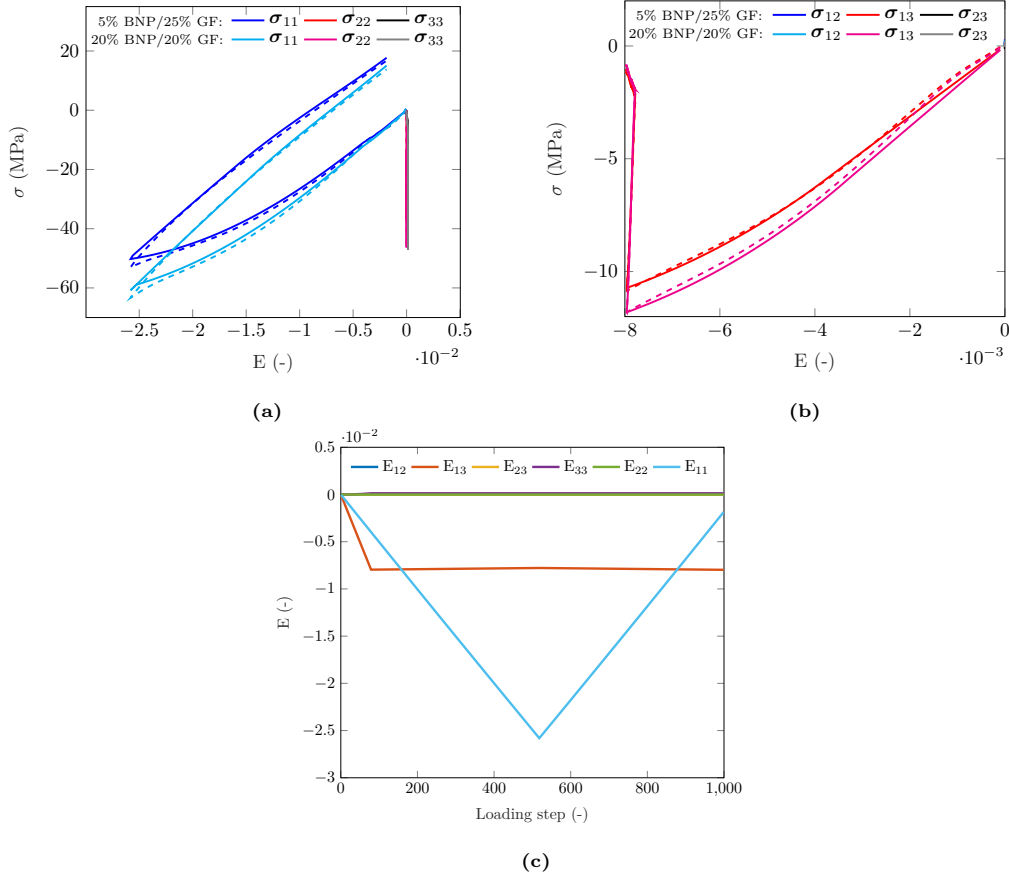 5% BNP/25% GF: σ11 σ22 σ33
20% BNP/20% GF: σ11 σ22 σ33
20
0
−20
−40
−60
σ (MPa)
−2.5 −2 −1.5 −1 −0.5 0 0.5
·10−2
E (-)
(a)
5% BNP/25% GF: σ12 σ13 σ23
20% BNP/20% GF: σ12 σ13 σ23
0
−5
−10
σ (MPa)
−8 −6 −4 −2 0
·10−3
E (-)
(b)
·10−2
E12 E13 E23 E33 E22 E11
0.5
0
−0.5
−1
−1.5
−2
−2.5
−3
E (-)
0 200 400 600 800 1,000
Loading step (-)
(c)